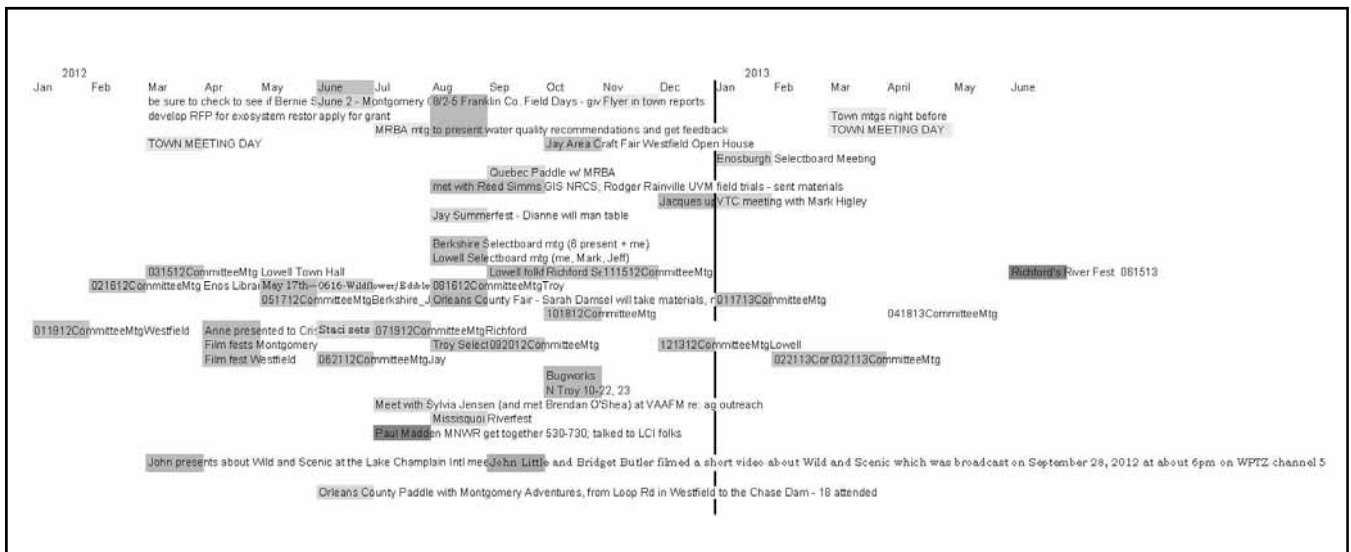 2012 2013
Jan Feb Mar Apr May June Jul Aug Sep Oct Nov Dec Jan Feb Mar April May June
be sure to check to see if Bernie S June 2 - Montgomery 8/2-5 Franklin Co. Field Days - giv Flyer in town reports Town mtgs night before
develop RFP for exosystem restor apply for grant TOWN MEETING DAY
MRBA mtg to present water quality recommendations and get feedback
TOWN MEETING DAY Jay Area Craft Fair Westfield Open House
Enosburgh Selectboard Meeting
Quebec Paddle w/ MRBA
met with Reed Simms GIS NRCS; Rodger Rainville UVM field trials - sent materials
Jacques up VTC meeting with Mark Higley
Jay Summerfest - Dianne will man table
Berkshire Selectboard mtg (6 present + me)
Lowell Selectboard mtg (me, Mark, Jeff)
031512CommitteeMtg Lowell Town Hall Lowell folkf Richford Se 111512CommitteeMtg Richford's River Fest 061513
021612CommitteeMtg Enos Librar May 17th— 0616-Wildflower/Edible 081612CommitteeMtgTroy
051712CommitteeMtgBerkshire_J Orleans County Fair - Sarah Damsel will take materials, r 011713CommitteeMtg
101812CommitteeMtg 041813CommitteeMtg
011912CommitteeMtgWestfield Anne presented to Cri Staci sets 071912CommitteeMtgRichford
Film fests Montgomery Troy Select 092012CommitteeMtg 121312CommitteeMtgLowell
Film fest Westfield 062112CommitteeMtgJay 022113Cor 032113CommitteeMtg
Bugworks
N Troy 10-22, 23
Meet with Sylvia Jensen (and met Brendan O'Shea) at VAAFM re: ag outreach
Missisquoi Riverfest
Paul Madden MNWR get together 530-730; talked to LCI folks
John presents about Wild and Scenic at the Lake Champlain Intl mee John Little and Bridget Butler filmed a short video about Wild and Scenic which was broadcast on September 28, 2012 at about 6pm on WPTZ channel 5
Orleans County Paddle with Montgomery Adventures, from Loop Rd in Westfield to the Chase Dam - 18 attended